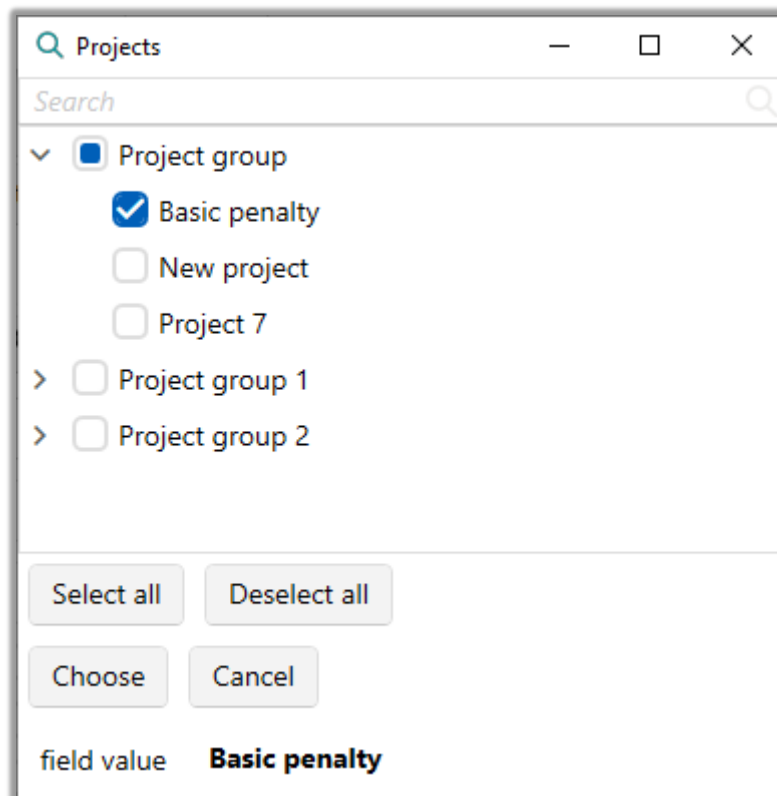 Projects
Search
Project group
Basic penalty
New project
Project 7
Project group 1
Project group 2
Select all Deselect all
Choose Cancel
field value Basic penalty